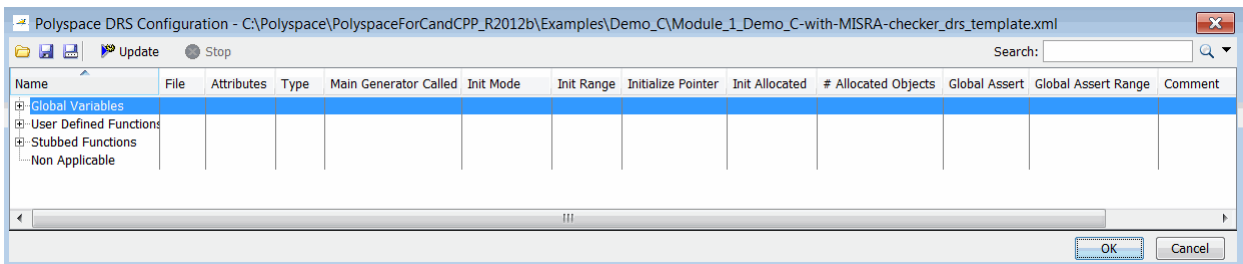 Polyspace DRS Configuration - C:\Polyspace\PolyspaceForCandCPP_R2012b\Examples\Demo_C\Module_1_Demo_C-with-MISRA-checker_drs_template.xml
Update Stop Search:
Name File Attributes Type Main Generator Called Init Mode Init Range Initialize Pointer Init Allocated # Allocated Objects Global Assert Global Assert Range Comment
Global Variables
User Defined Functions
Stubbed Functions
Non Applicable
OK Cancel